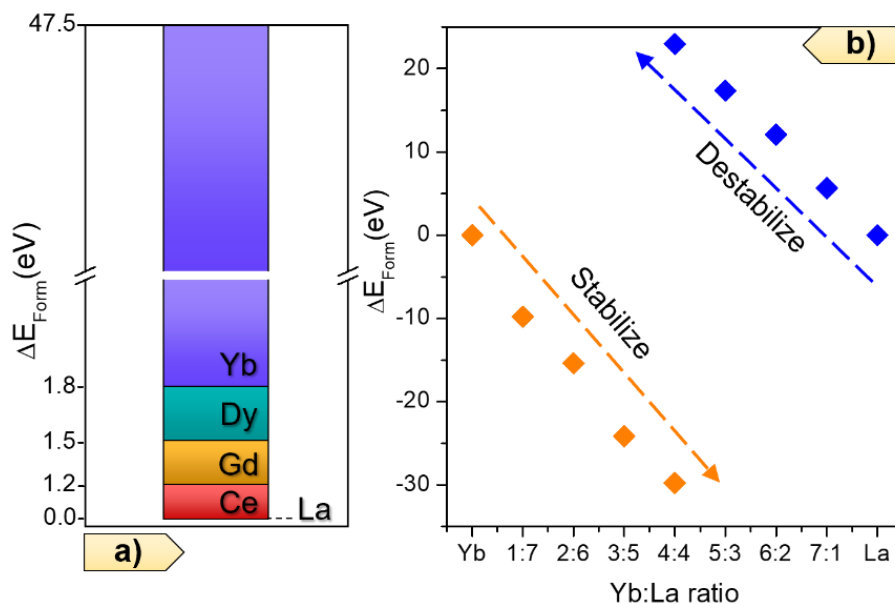 47.5
ΔE_Form(eV)
1.8
1.5
1.2
0.0
Yb
Dy
Gd
Ce
La
a)
b)
ΔE_Form(eV)
20
10
0
-10
-20
-30
Destabilize
Stabilize
Yb 1:7 2:6 3:5 4:4 5:3 6:2 7:1 La
Yb:La ratio